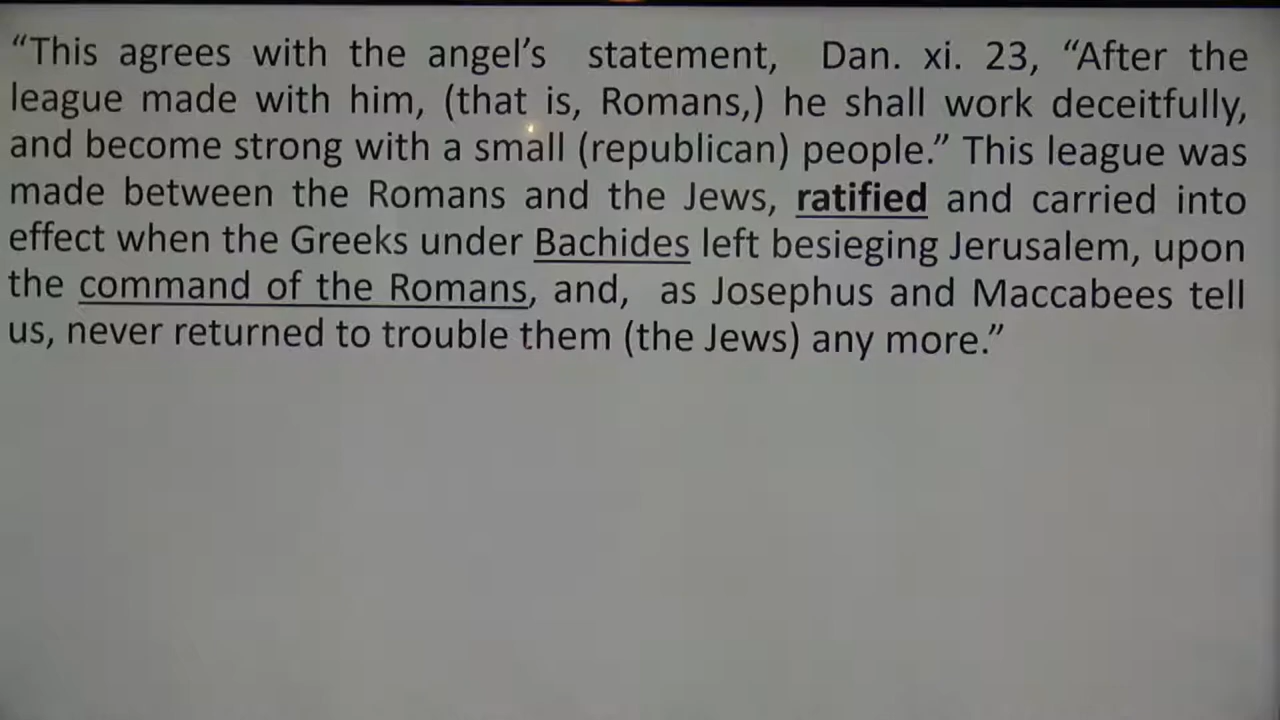 “This agrees with the angel’s statement, Dan. xi. 23, “After the
league made with him, (that is, Romans,) he shall work deceitfully,
and become strong with a small (republican) people.” This league was
made between the Romans and the Jews, ratified and carried into
effect when the Greeks under Bachides left besieging Jerusalem, upon
the command of the Romans, and, as Josephus and Maccabees tell
us, never returned to trouble them (the Jews) any more.”